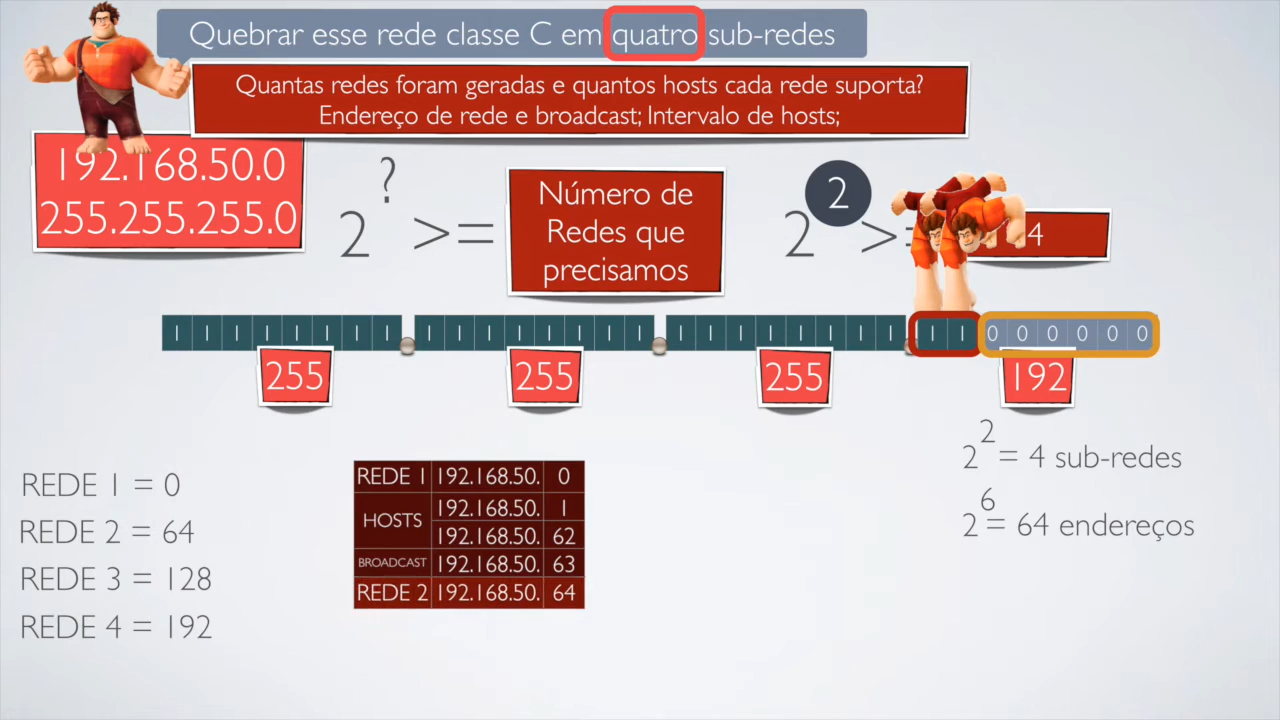 Quebrar esse rede classe C em quatro sub-redes
Quantas redes foram geradas e quantos hosts cada rede suporta?
Endereço de rede e broadcast; Intervalo de hosts;
192.168.50.0
255.255.255.0
2 ? >=
Número de
Redes que
precisamos
2 2 >= 4
1 1 1 1 1 1 1 1 1 1 1 1 1 1 1 1 1 1 1 1 1 1 1 1 1 1 0 0 0 0 0 0
255 255 255 192
2 2 = 4 sub-redes
2 6 = 64 endereços
REDE 1 = 0
REDE 2 = 64
REDE 3 = 128
REDE 4 = 192
REDE 1 192.168.50. 0
HOSTS 192.168.50. 1
192.168.50. 62
BROADCAST 192.168.50. 63
REDE 2 192.168.50. 64